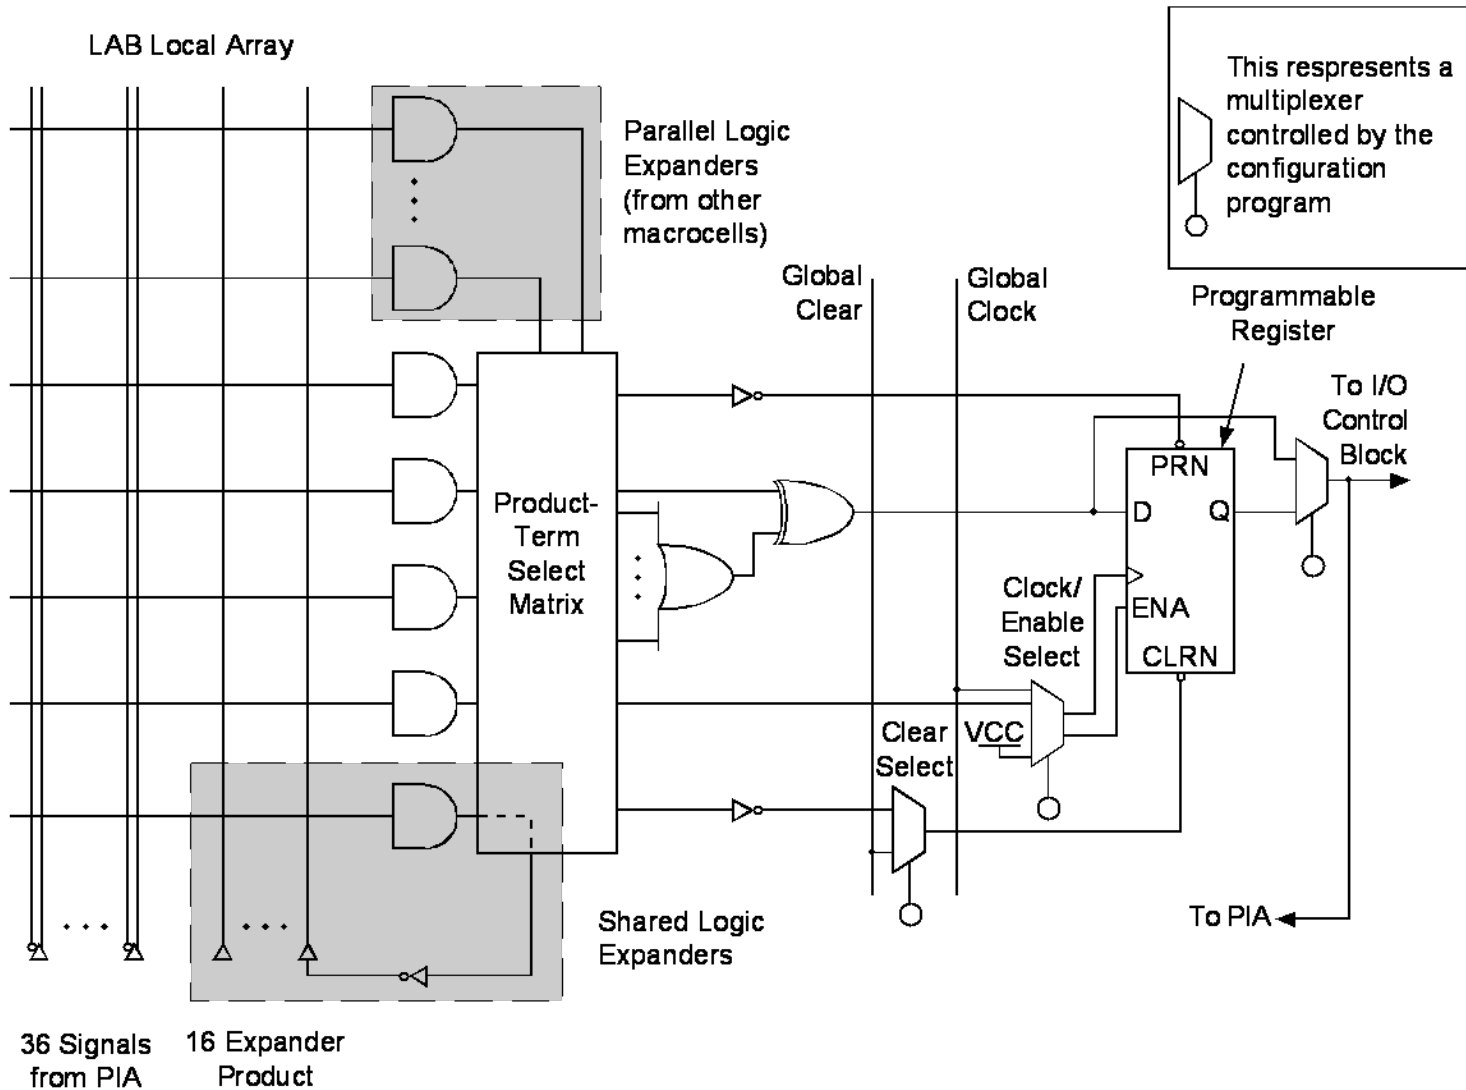 LAB Local Array
Parallel Logic
Expanders
(from other
macrocells)
This respresents a
multiplexer
controlled by the
configuration
program
Global
Clear
Global
Clock
Programmable
Register
To I/O
Control
Block
PRN
D
Q
ENA
CLRN
Product-
Term
Select
Matrix
Clock/
Enable
Select
Clear
Select
VCC
To PIA
Shared Logic
Expanders
36 Signals
from PIA
16 Expander
Product